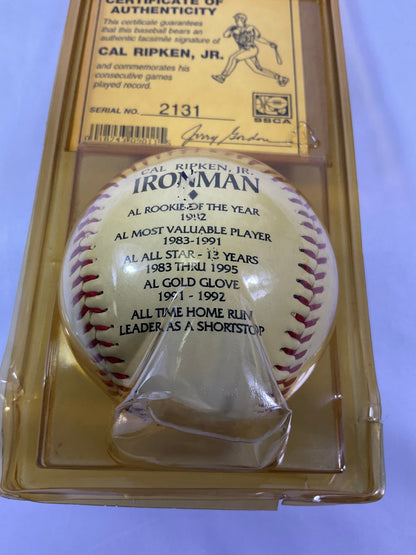 CERTIFICATE OF
AUTHENTICITY
This certificate guarantees
that this baseball bears an
authentic facsimile signature of
CAL RIPKEN, JR.
and commemorates his
consecutive games
played record.
SERIAL NO. 2131
SSCA
Jerry Gordon
CAL RIPKEN, JR.
IRONMAN
AL ROOKIE OF THE YEAR
1982
AL MOST VALUABLE PLAYER
1983-1991
AL ALL STAR - 13 YEARS
1983 THRU 1995
AL GOLD GLOVE
1991 - 1992
ALL TIME HOME RUN
LEADER AS A SHORTSTOP